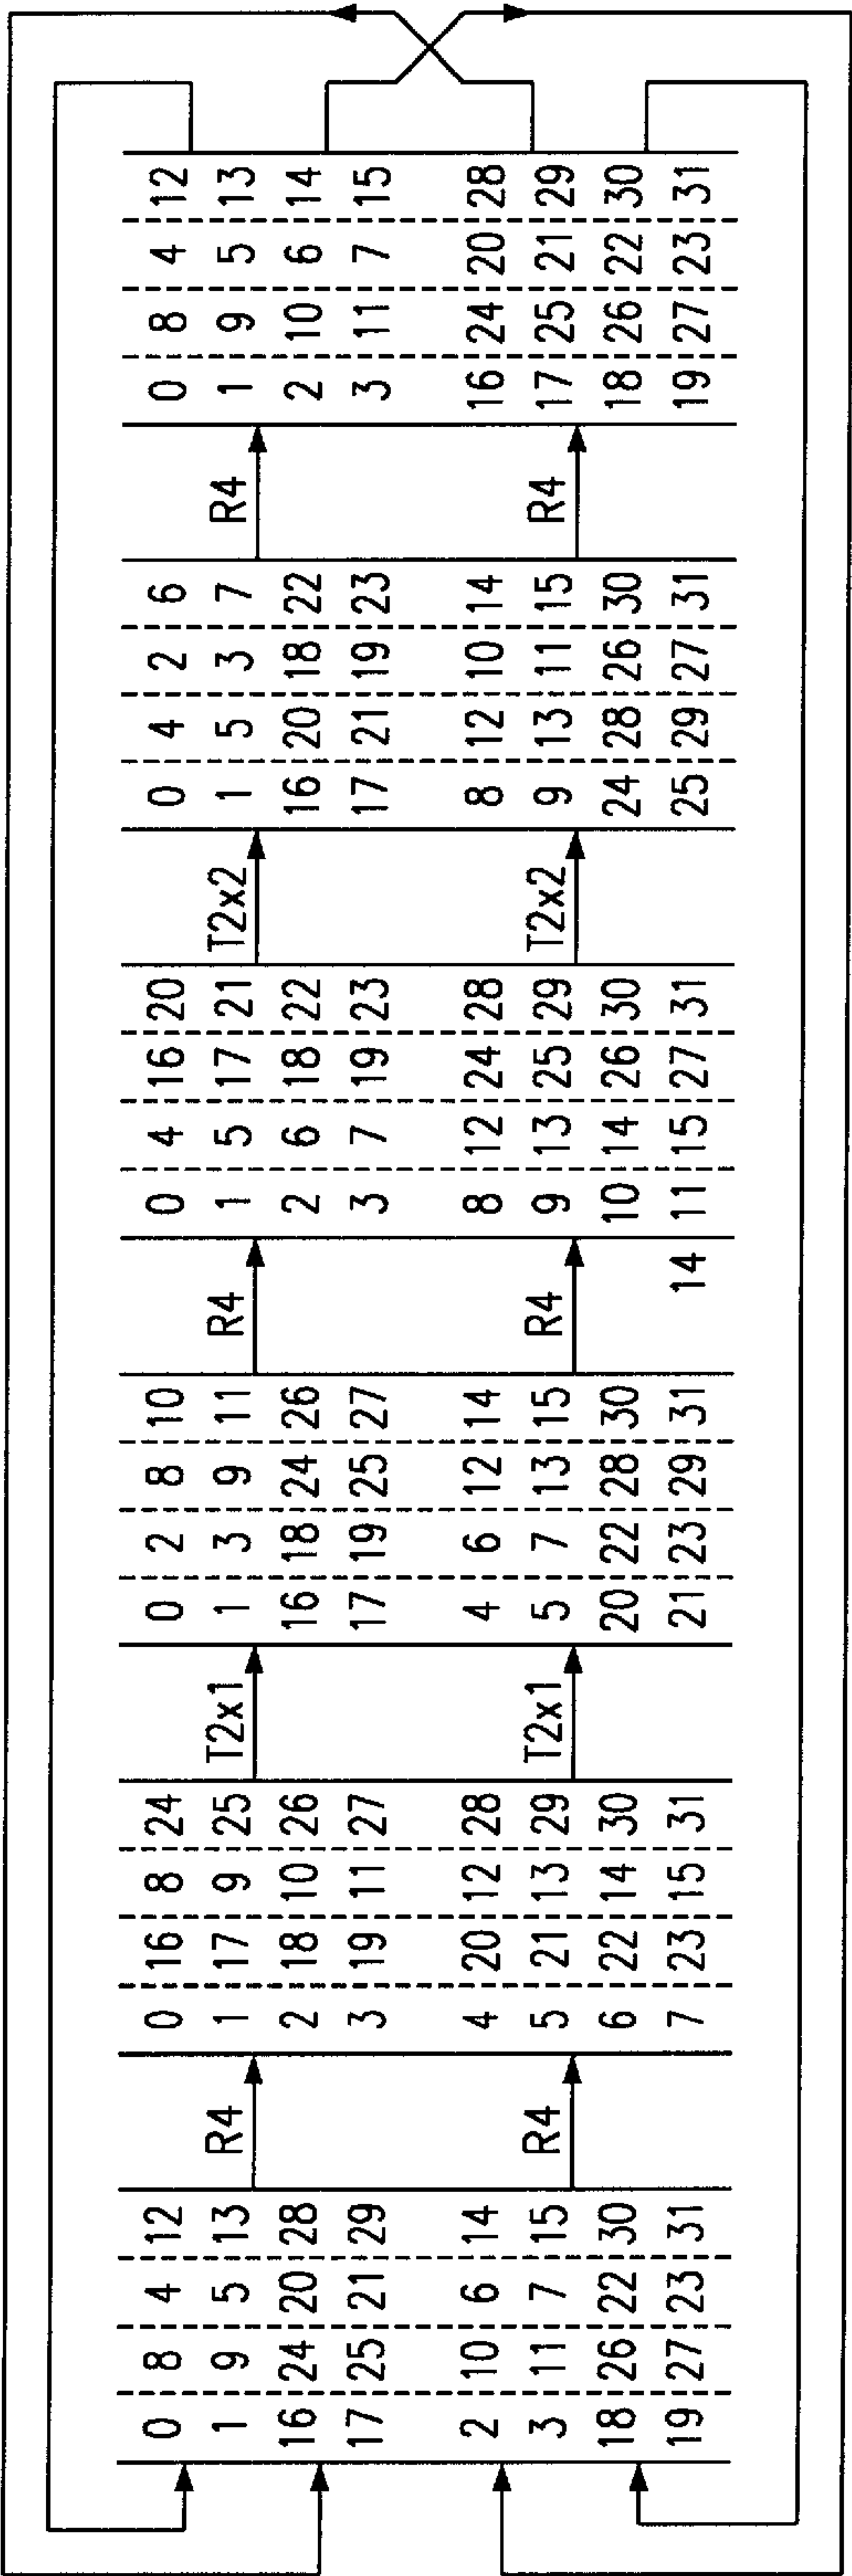 0 8 4 12 0 16 8 24 0 2 8 10 0 4 16 20 0 4 2 6 0 8 4 12
1 9 5 13 R4 1 17 9 25 T2x1 1 3 9 11 R4 1 5 17 21 T2x2 1 5 3 7 R4 1 9 5 13
16 24 20 28 2 18 10 26 16 18 24 26 2 6 18 22 16 20 18 22 2 10 6 14
17 25 21 29 3 19 11 27 17 19 25 27 3 7 19 23 17 21 19 23 3 11 7 15
2 10 6 14 4 20 12 28 4 6 12 14 8 12 24 28 8 12 10 14 16 24 20 28
3 11 7 15 R4 5 21 13 29 T2x1 5 7 13 15 R4 9 13 25 29 T2x2 9 13 11 15 R4 17 25 21 29
18 26 22 30 6 22 14 30 20 22 28 30 10 14 26 30 24 28 26 30 18 26 22 30
19 27 23 31 7 23 15 31 21 23 29 31 14 11 15 27 31 25 29 27 31 19 27 23 31